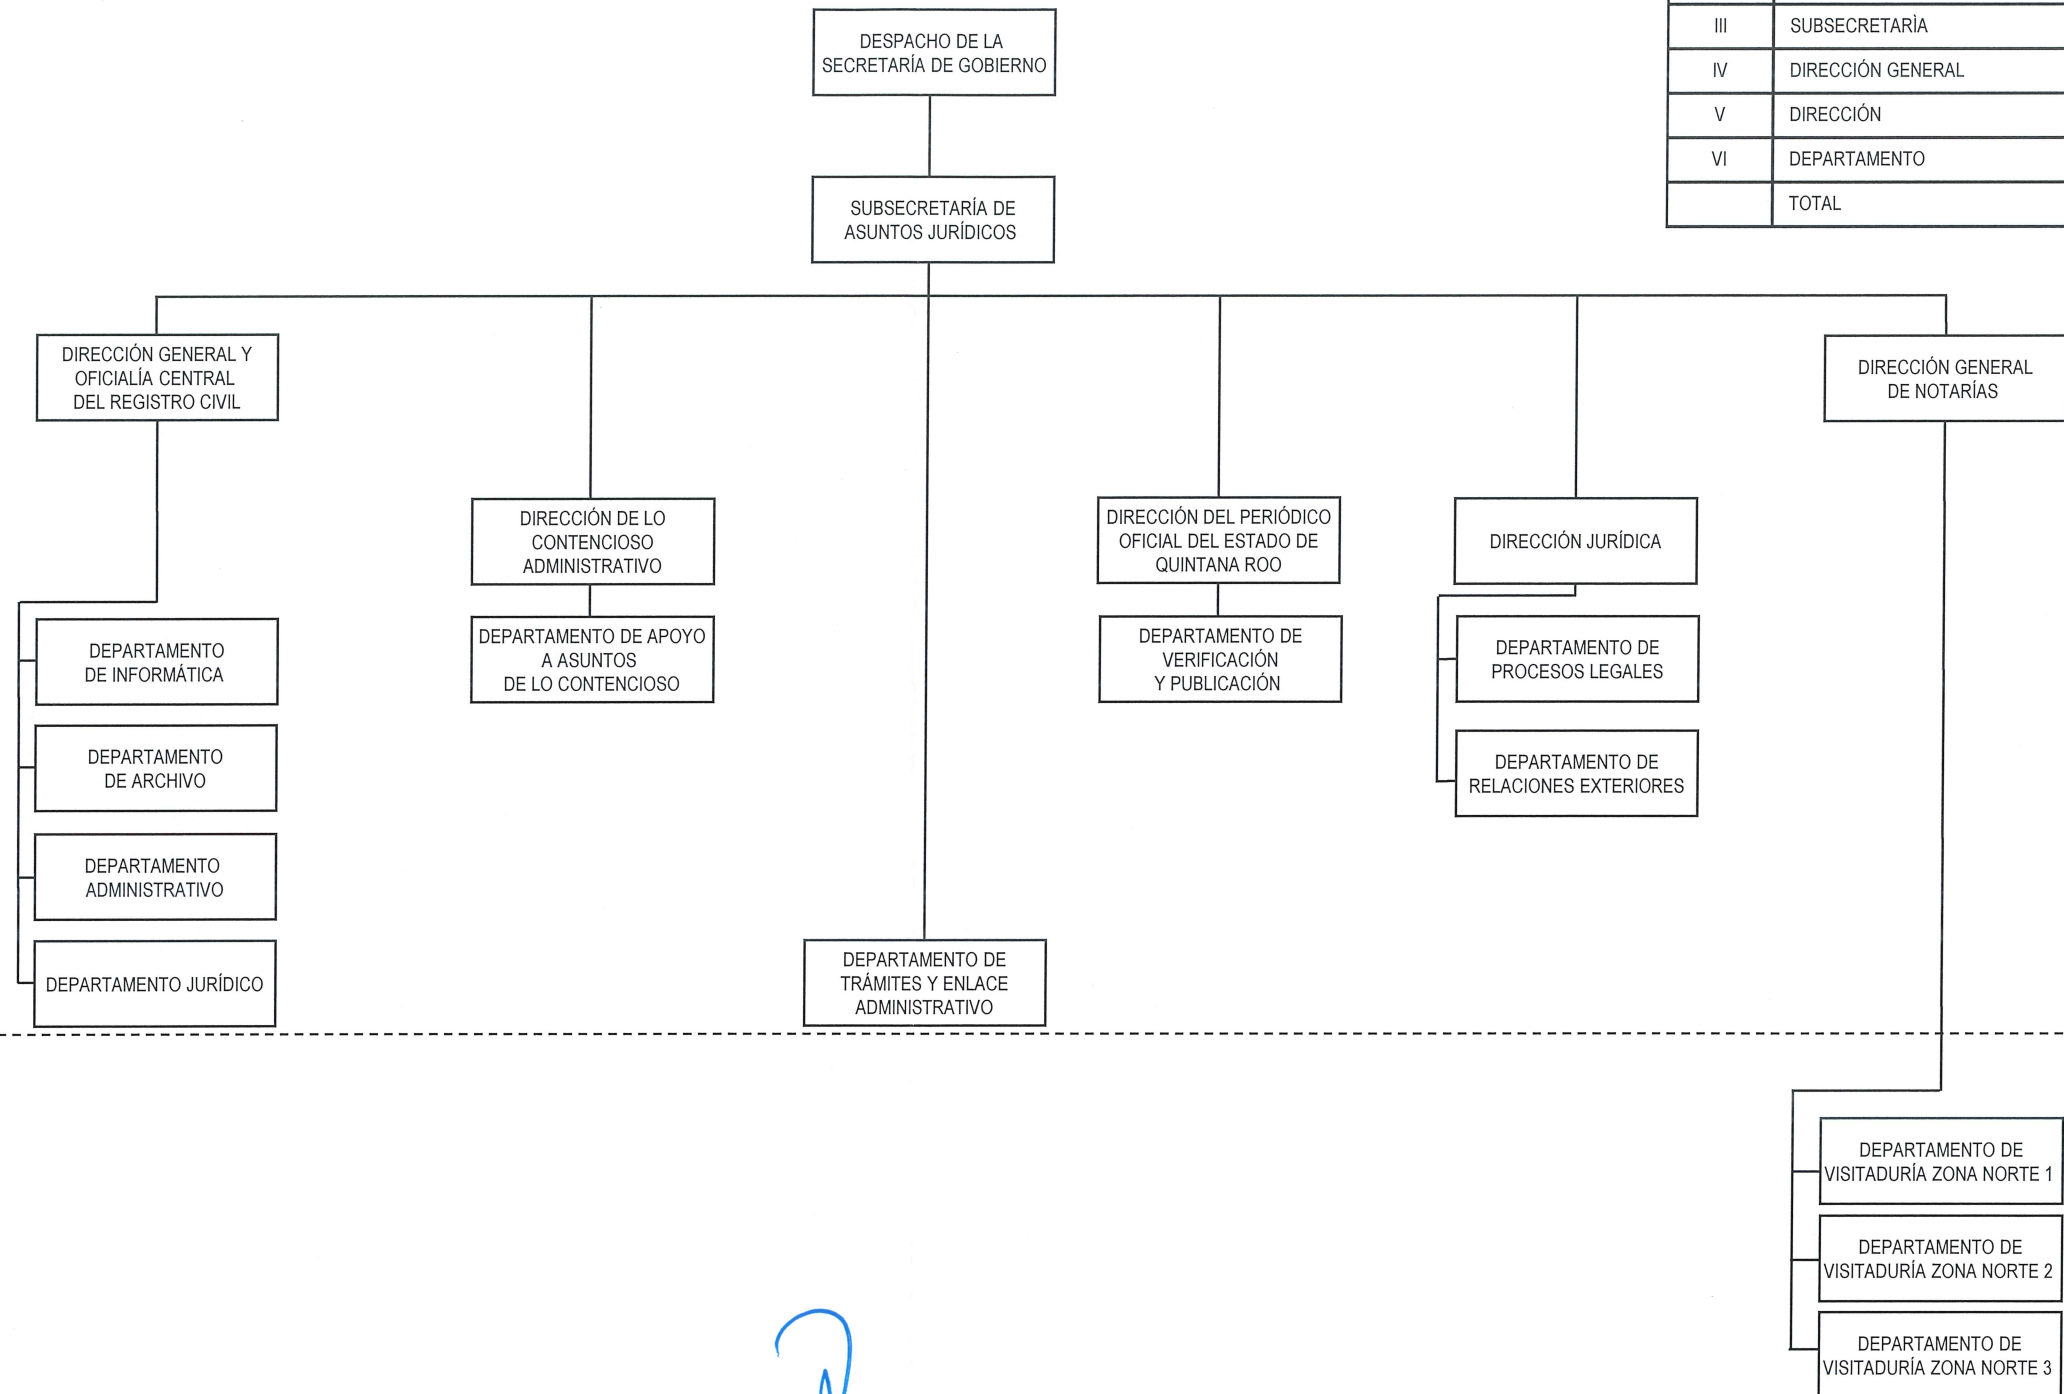 DESPACHO DE LA
SECRETARÍA DE GOBIERNO
III SUBSECRETARÌA
IV DIRECCIÓN GENERAL
V DIRECCIÓN
VI DEPARTAMENTO
TOTAL
SUBSECRETARÍA DE
ASUNTOS JURÍDICOS
DIRECCIÓN GENERAL Y
OFICIALÍA CENTRAL
DEL REGISTRO CIVIL
DIRECCIÓN GENERAL
DE NOTARÍAS
DIRECCIÓN DE LO
CONTENCIOSO
ADMINISTRATIVO
DIRECCIÓN DEL PERIÓDICO
OFICIAL DEL ESTADO DE
QUINTANA ROO
DIRECCIÓN JURÍDICA
DEPARTAMENTO
DE INFORMÁTICA
DEPARTAMENTO DE APOYO
A ASUNTOS
DE LO CONTENCIOSO
DEPARTAMENTO DE
VERIFICACIÓN
Y PUBLICACIÓN
DEPARTAMENTO DE
PROCESOS LEGALES
DEPARTAMENTO
DE ARCHIVO
DEPARTAMENTO DE
RELACIONES EXTERIORES
DEPARTAMENTO
ADMINISTRATIVO
DEPARTAMENTO JURÍDICO
DEPARTAMENTO DE
TRÁMITES Y ENLACE
ADMINISTRATIVO
DEPARTAMENTO DE
VISITADURÍA ZONA NORTE 1
DEPARTAMENTO DE
VISITADURÍA ZONA NORTE 2
DEPARTAMENTO DE
VISITADURÍA ZONA NORTE 3